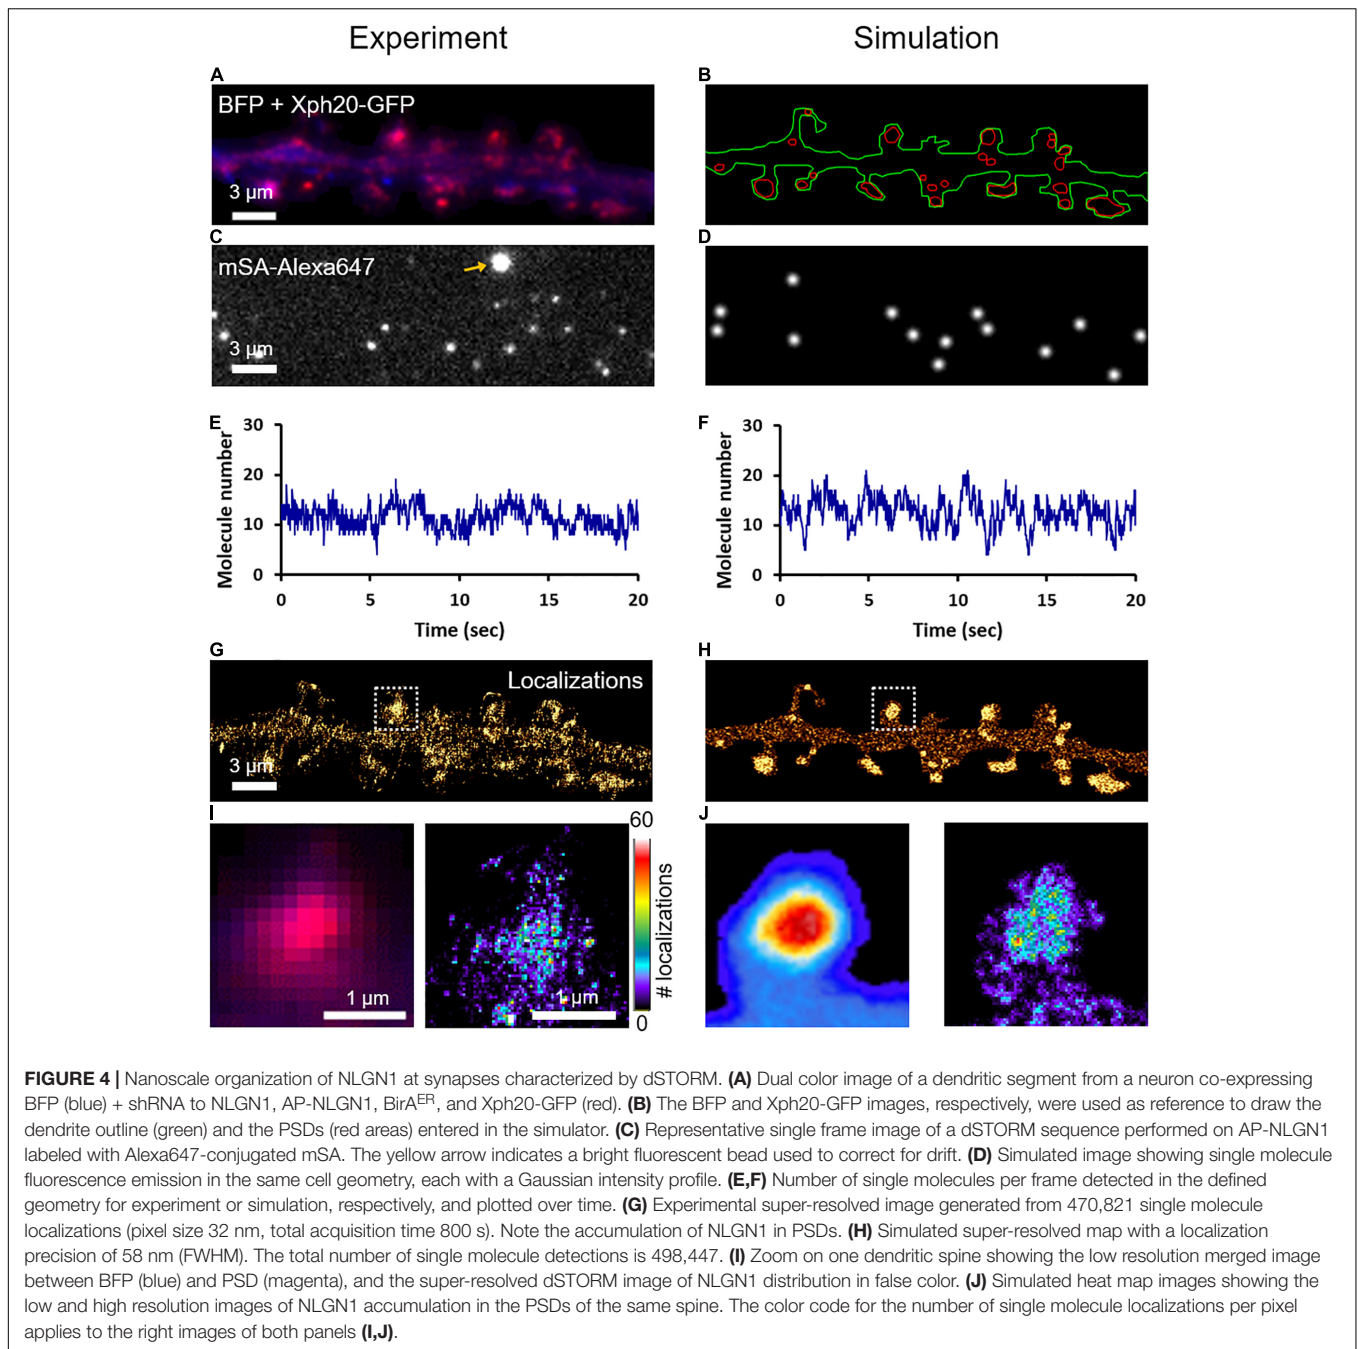 Experiment
Simulation
A
BFP + Xph20-GFP
3 µm
B
C
mSA-Alexa647
3 µm
D
E
Molecule number
30
20
10
0
0 5 10 15 20
Time (sec)
F
Molecule number
30
20
10
0
0 5 10 15 20
Time (sec)
G
Localizations
3 µm
H
I
1 µm
1 µm
60
# localizations
0
J
FIGURE 4 | Nanoscale organization of NLGN1 at synapses characterized by dSTORM. (A) Dual color image of a dendritic segment from a neuron co-expressing
BFP (blue) + shRNA to NLGN1, AP-NLGN1, BirA^ER, and Xph20-GFP (red). (B) The BFP and Xph20-GFP images, respectively, were used as reference to draw the
dendrite outline (green) and the PSDs (red areas) entered in the simulator. (C) Representative single frame image of a dSTORM sequence performed on AP-NLGN1
labeled with Alexa647-conjugated mSA. The yellow arrow indicates a bright fluorescent bead used to correct for drift. (D) Simulated image showing single molecule
fluorescence emission in the same cell geometry, each with a Gaussian intensity profile. (E,F) Number of single molecules per frame detected in the defined
geometry for experiment or simulation, respectively, and plotted over time. (G) Experimental super-resolved image generated from 470,821 single molecule
localizations (pixel size 32 nm, total acquisition time 800 s). Note the accumulation of NLGN1 in PSDs. (H) Simulated super-resolved map with a localization
precision of 58 nm (FWHM). The total number of single molecule detections is 498,447. (I) Zoom on one dendritic spine showing the low resolution merged image
between BFP (blue) and PSD (magenta), and the super-resolved dSTORM image of NLGN1 distribution in false color. (J) Simulated heat map images showing the
low and high resolution images of NLGN1 accumulation in the PSDs of the same spine. The color code for the number of single molecule localizations per pixel
applies to the right images of both panels (I,J).